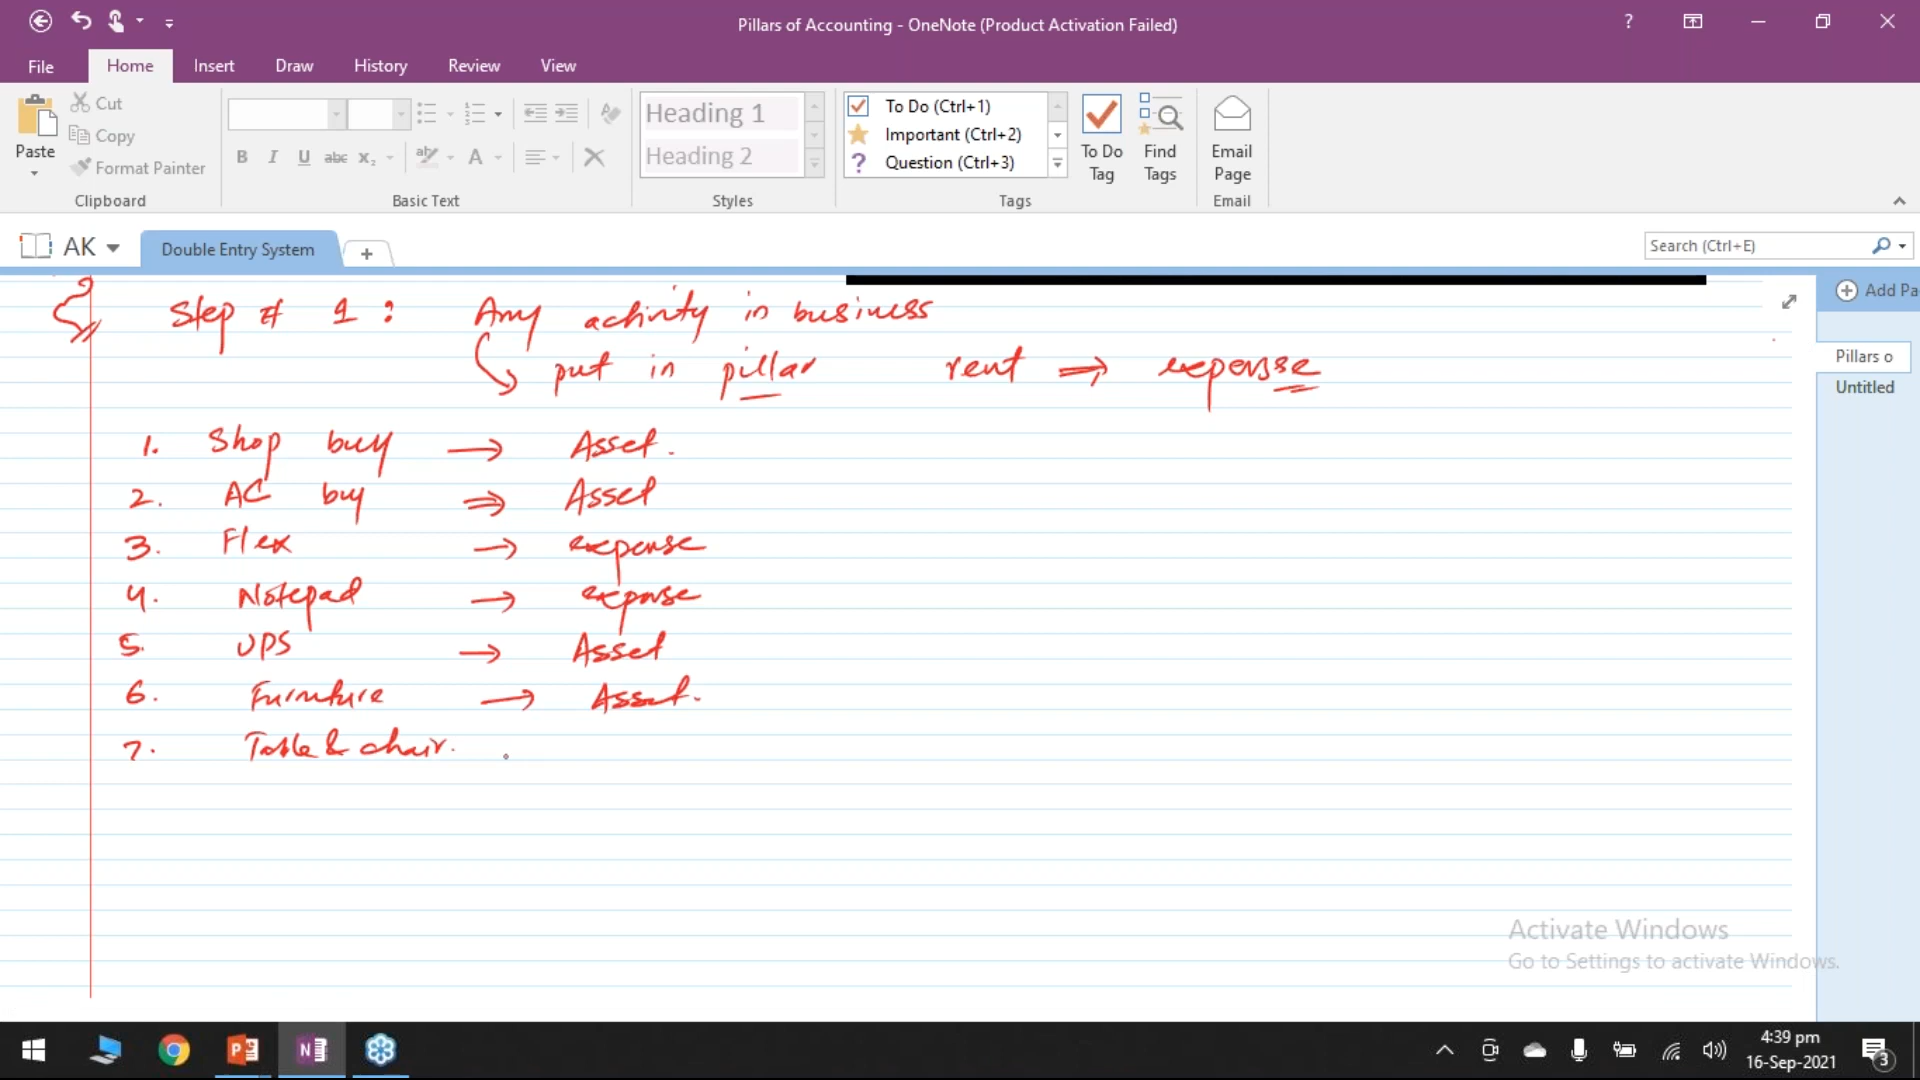 Pillars of Accounting - OneNote (Product Activation Failed)
?
File Home Insert Draw History Review View
Cut
Copy
Format Painter
Paste
Clipboard
B I U abc X₂ ab A
Basic Text
Heading 1
Heading 2
Styles
To Do (Ctrl+1)
Important (Ctrl+2)
? Question (Ctrl+3)
Tags
To Do Tag
Find Tags
Email Page
Email
AK Double Entry System +
Search (Ctrl+E)
Add Pa
Pillars o
Untitled
Step # 1 : Any activity in business
put in pillar rent ⇒ expensse
1. Shop buy → Asset.
2. AC buy ⇒ Asset
3. Flex → expense
4. Notepad → expense
5. UPS → Asset
6. Furniture → Asset.
7. Table & chair.
Activate Windows
Go to Settings to activate Windows.
4:39 pm
16-Sep-2021
3